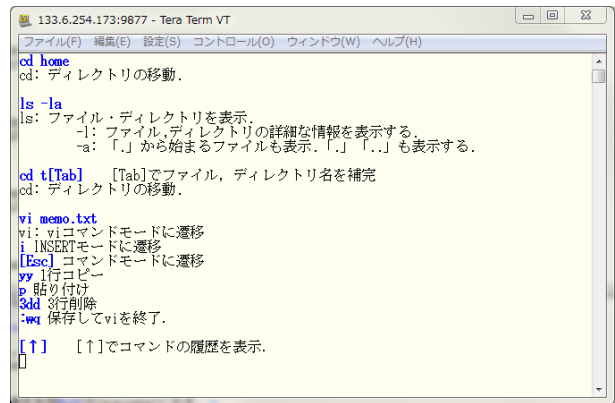 133.6.254.173:9877 - Tera Term VT
ファイル(F) 編集(E) 設定(S) コントロール(O) ウィンドウ(W) ヘルプ(H)
cd home
cd: ディレクトリの移動.
ls -la
ls: ファイル・ディレクトリを表示.
-l: ファイル,ディレクトリの詳細な情報を表示する.
-a: 「.」から始まるファイルも表示.「.」「..」も表示する.
cd t[Tab] [Tab]でファイル, ディレクトリ名を補完
cd: ディレクトリの移動.
vi memo.txt
vi: viコマンドモードに遷移
i INSERTモードに遷移
[Esc] コマンドモードに遷移
yy 1行コピー
p 貼り付け
3dd 3行削除
:wq 保存してviを終了.
[↑] [↑]でコマンドの履歴を表示.